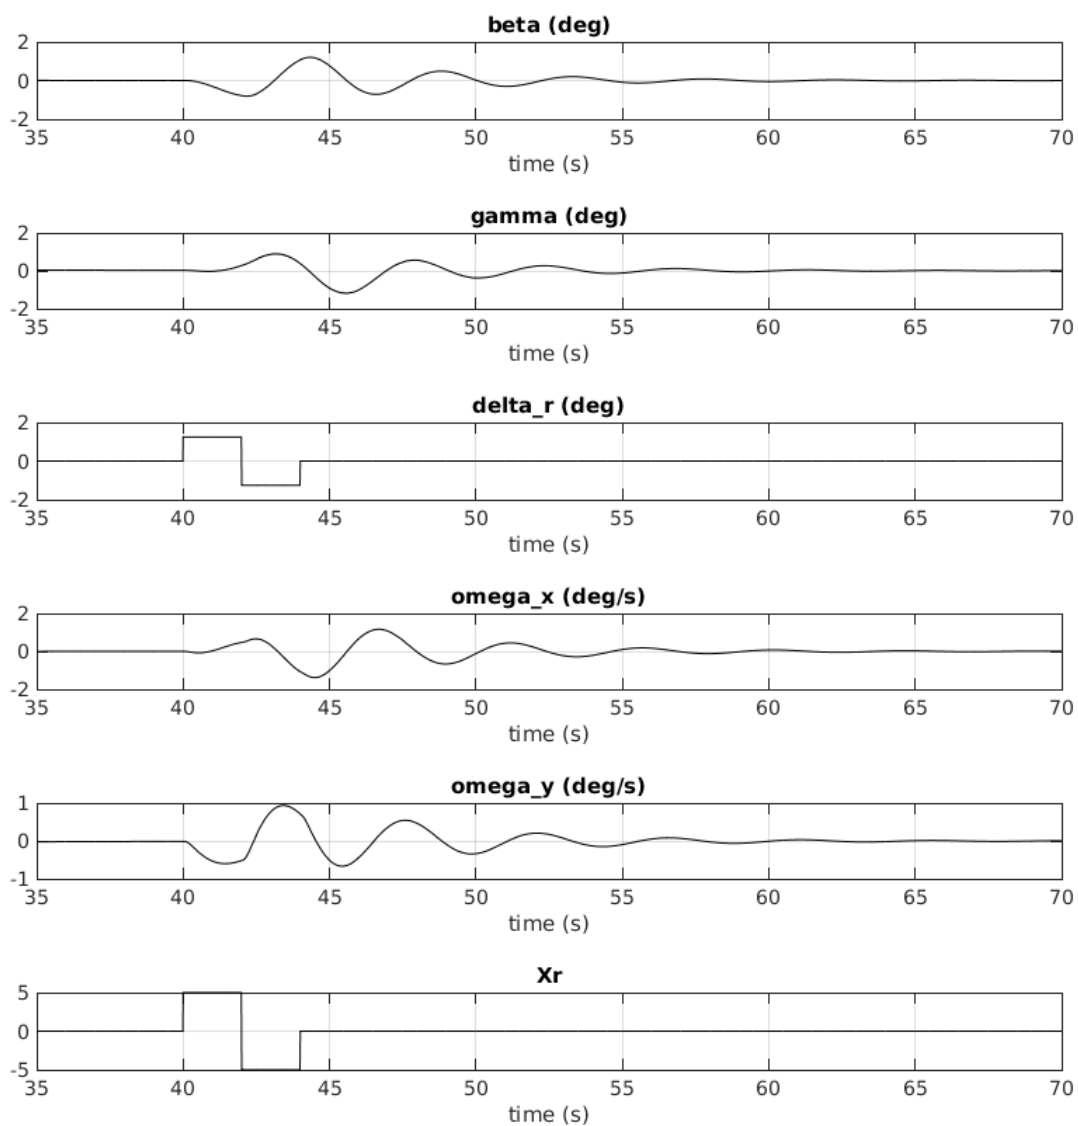 beta (deg)
2
0
-2
35 40 45 50 55 60 65 70
time (s)
gamma (deg)
2
0
-2
35 40 45 50 55 60 65 70
time (s)
delta_r (deg)
2
0
-2
35 40 45 50 55 60 65 70
time (s)
omega_x (deg/s)
2
0
-2
35 40 45 50 55 60 65 70
time (s)
omega_y (deg/s)
1
0
-1
35 40 45 50 55 60 65 70
time (s)
Xr
5
0
-5
35 40 45 50 55 60 65 70
time (s)